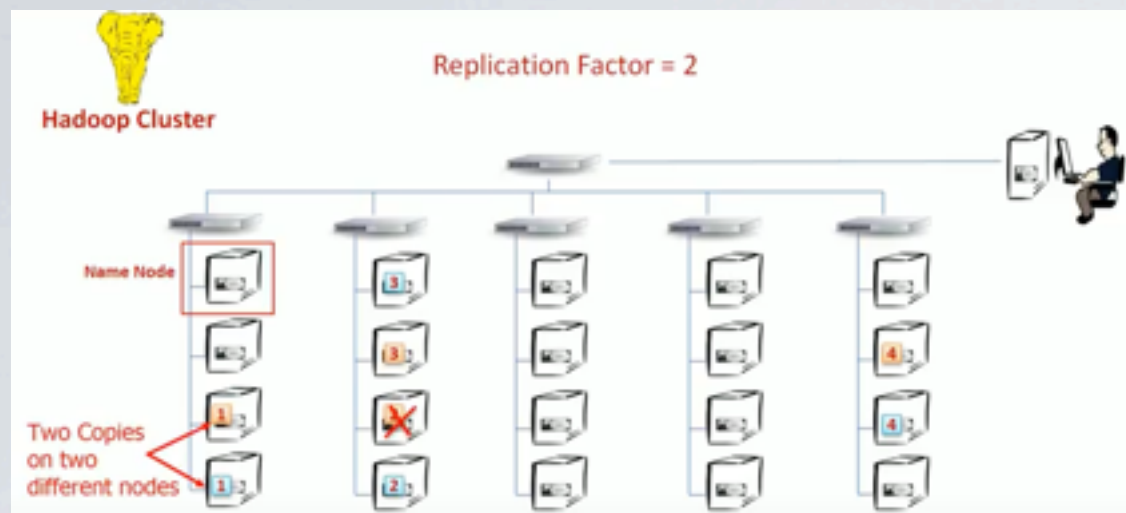 Replication Factor = 2
Hadoop Cluster
Name Node
3
3
4
1
4
Two Copies
on two
different nodes
1
2